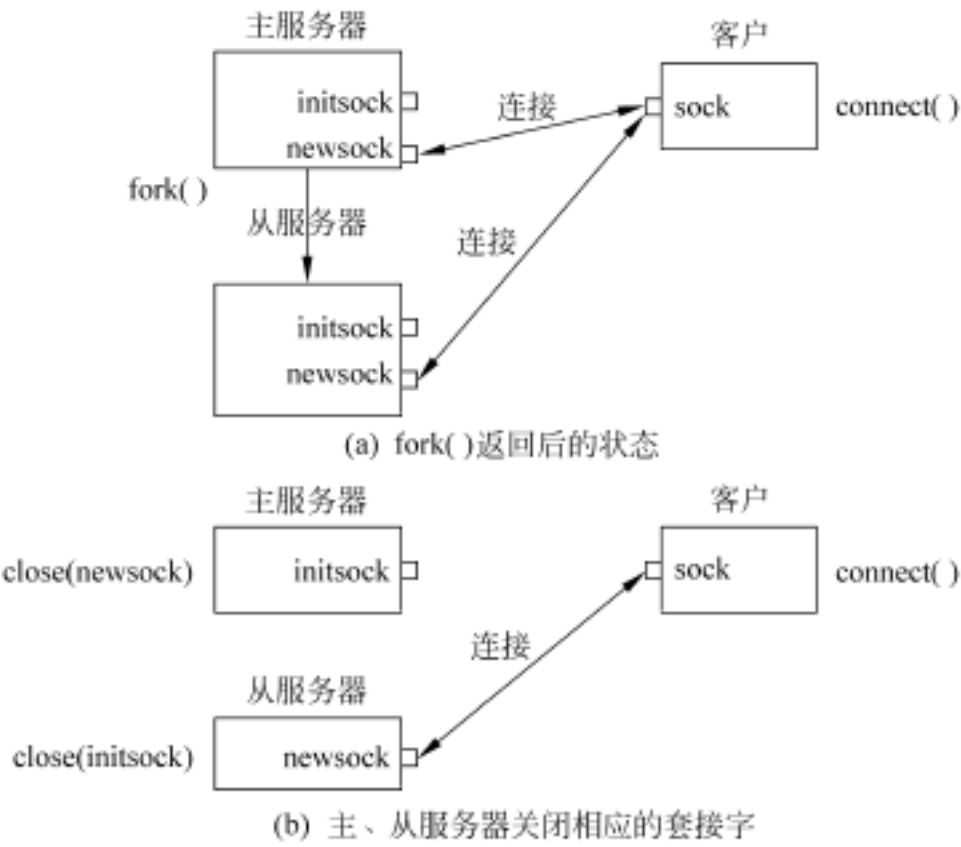 主服务器
客户
initsock
连接
sock
connect( )
newsock
fork( )
从服务器
连接
initsock
newsock
(a) fork( )返回后的状态
主服务器
客户
close(newsock)
initsock
sock
connect( )
连接
从服务器
close(initsock)
newsock
(b) 主、从服务器关闭相应的套接字